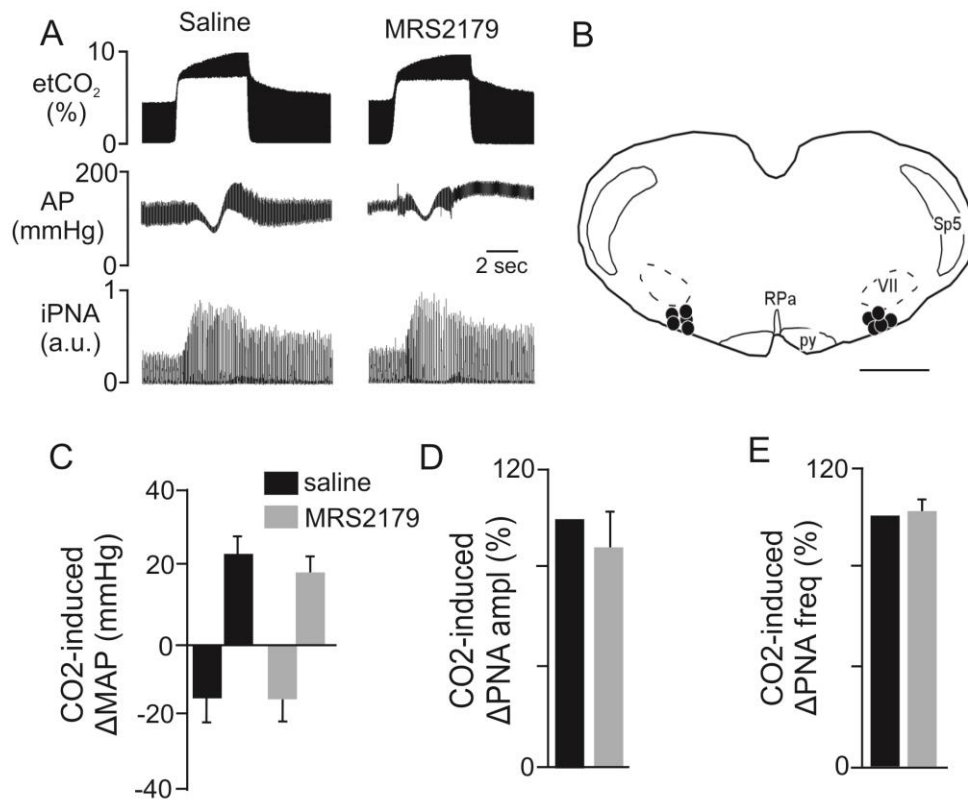 A
Saline
MRS2179
10
etCO₂
(%)
0
200
AP
(mmHg)
0
2 sec
1
iPNA
(a.u.)
0
B
Sp5
VII
RPa
py
C
saline
MRS2179
40
20
0
-20
-40
CO2-induced
ΔMAP (mmHg)
D
120
0
CO2-induced
ΔPNA ampl (%)
E
120
0
CO2-induced
ΔPNA freq (%)